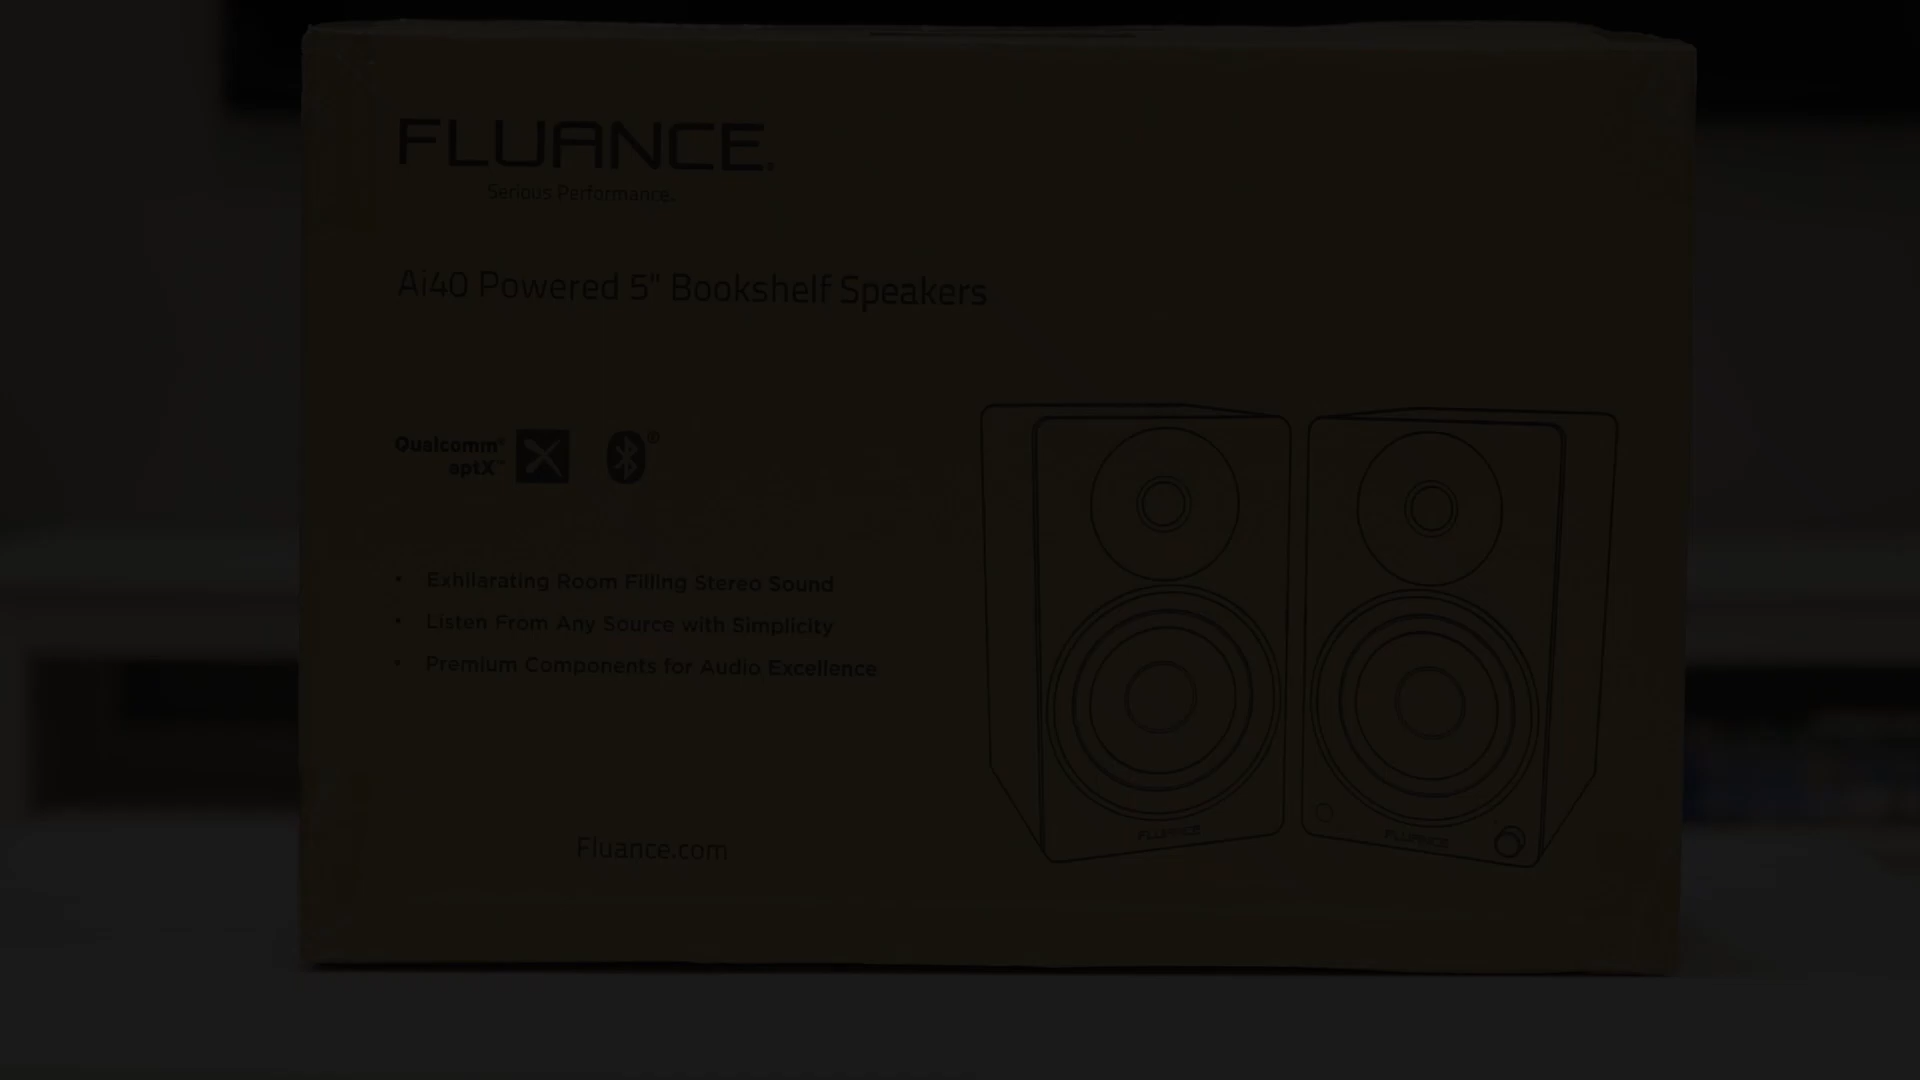 FLUANCE®
Serious Performance.
Ai40 Powered 5" Bookshelf Speakers
Qualcomm®
aptX™
• Exhilarating Room Filling Stereo Sound
• Listen From Any Source with Simplicity
• Premium Components for Audio Excellence
FLUANCE
FLUANCE
Fluance.com